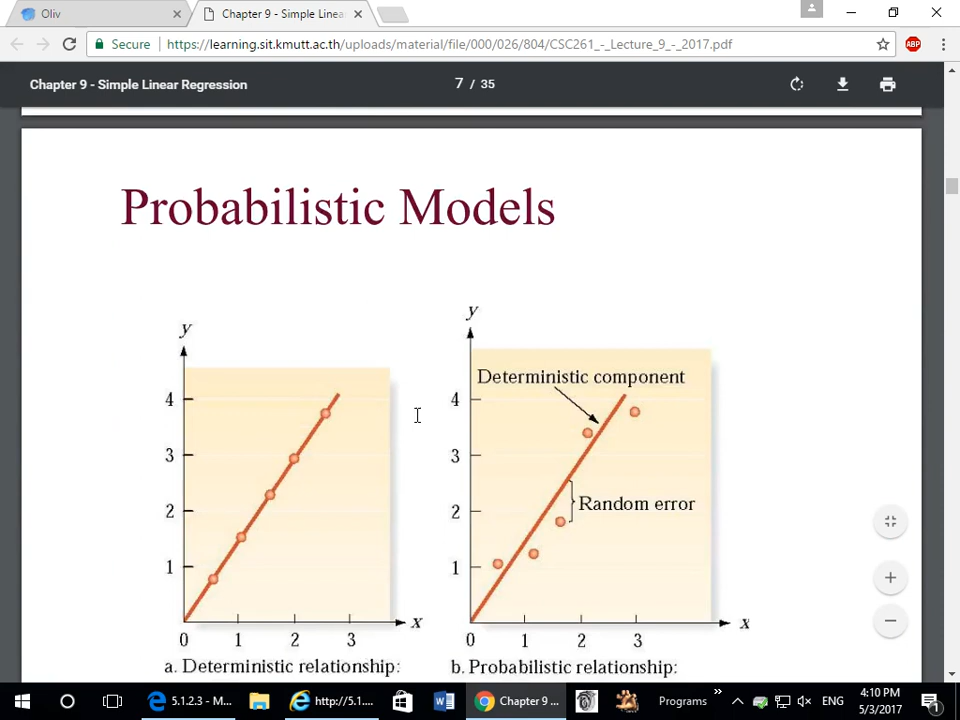 Oliv
Chapter 9 - Simple Linea
Secure
https://learning.sit.kmutt.ac.th/uploads/material/file/000/026/804/CSC261_-_Lecture_9_-_2017.pdf
ABP
Chapter 9 - Simple Linear Regression
7 / 35
Probabilistic Models
y
4
3
2
1
0 1 2 3
x
a. Deterministic relationship:
y
Deterministic component
4
3
Random error
2
1
0 1 2 3
x
b. Probabilistic relationship:
5.1.2.3 - M...
http://5.1....
Chapter 9 ...
Programs
ENG
4:10 PM
5/3/2017
1